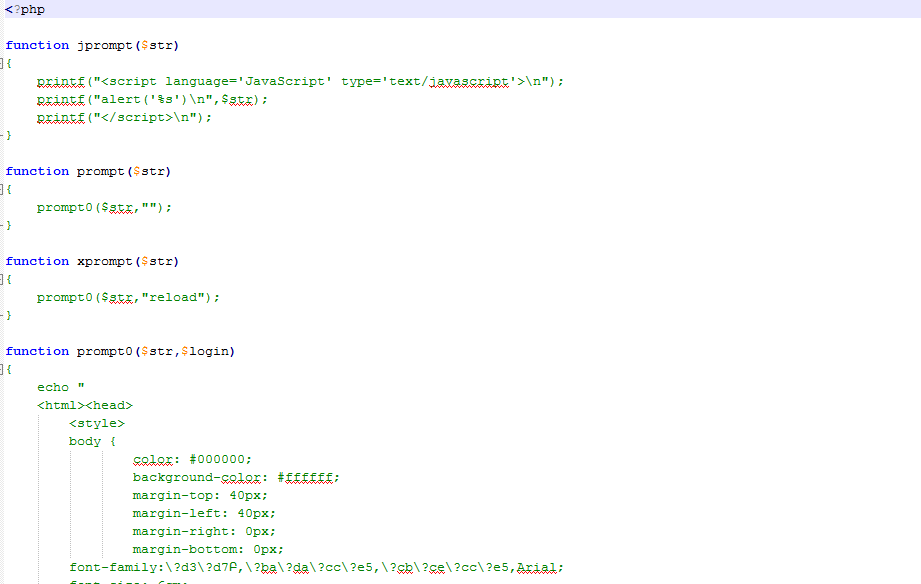 <?php
function jprompt($str)
{
printf("<script language='JavaScript' type='text/javascript'>\n");
printf("alert('%s')\n",$str);
printf("</script>\n");
}
function prompt($str)
{
prompt0($str,"");
}
function xprompt($str)
{
prompt0($str,"reload");
}
function prompt0($str,$login)
{
echo "
<html><head>
<style>
body {
color: #000000;
background-color: #ffffff;
margin-top: 40px;
margin-left: 40px;
margin-right: 0px;
margin-bottom: 0px;
font-family:\?d3\?d7Բ,\?ba\?da\?cc\?e5,\?cb\?ce\?cc\?e5,Arial;